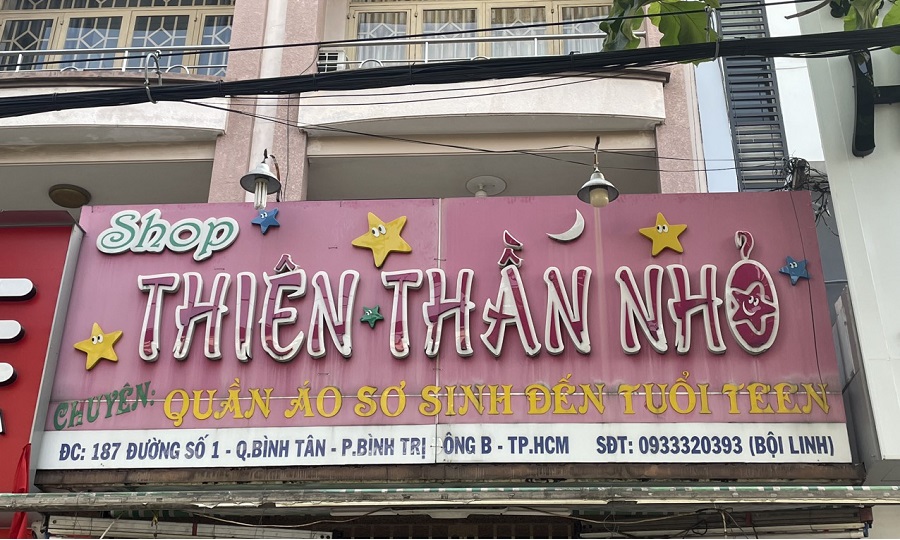 Shop
THIÊN THẦN NHỎ
CHUYÊN: QUẦN ÁO SƠ SINH ĐẾN TUỔI TEEN
ĐC: 187 ĐƯỜNG SỐ 1 - Q.BÌNH TÂN - P.BÌNH TRỊ ÔNG B - TP.HCM SĐT: 0933320393 (BỘI LINH)